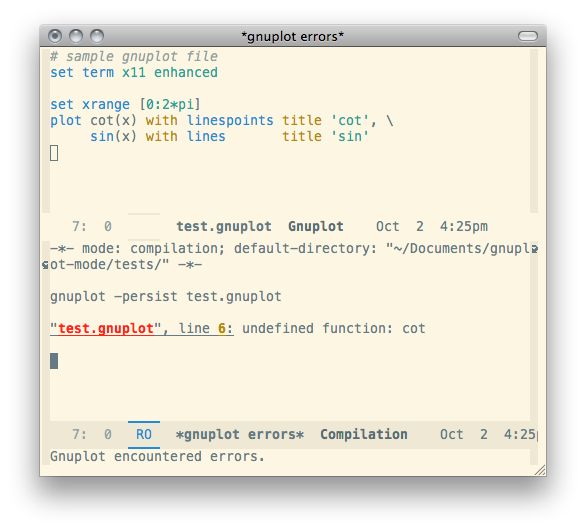 *gnuplot errors*
# sample gnuplot file
set term x11 enhanced
set xrange [0:2*pi]
plot cot(x) with linespoints title 'cot', \
sin(x) with lines title 'sin'
7: 0 test.gnuplot Gnuplot Oct 2 4:25pm
-*- mode: compilation; default-directory: "~/Documents/gnupl
ot-mode/tests/" -*-
gnuplot -persist test.gnuplot
"test.gnuplot", line 6: undefined function: cot
7: 0 RO *gnuplot errors* Compilation Oct 2 4:25
Gnuplot encountered errors.